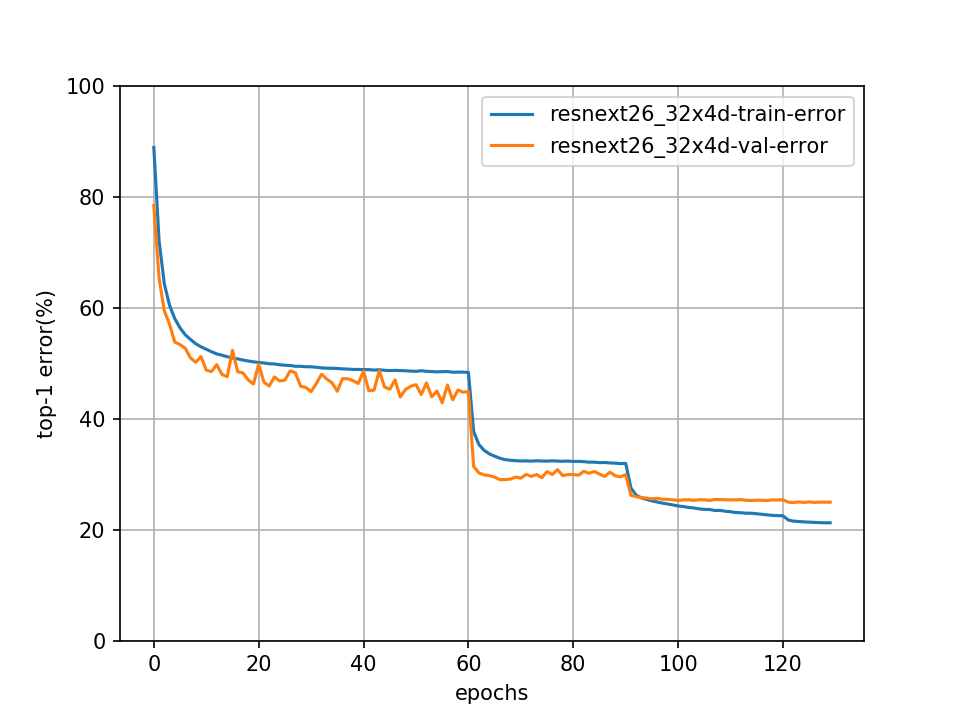 100
80
60
40
20
0
top-1 error(%)
resnext26_32x4d-train-error
resnext26_32x4d-val-error
0 20 40 60 80 100 120
epochs